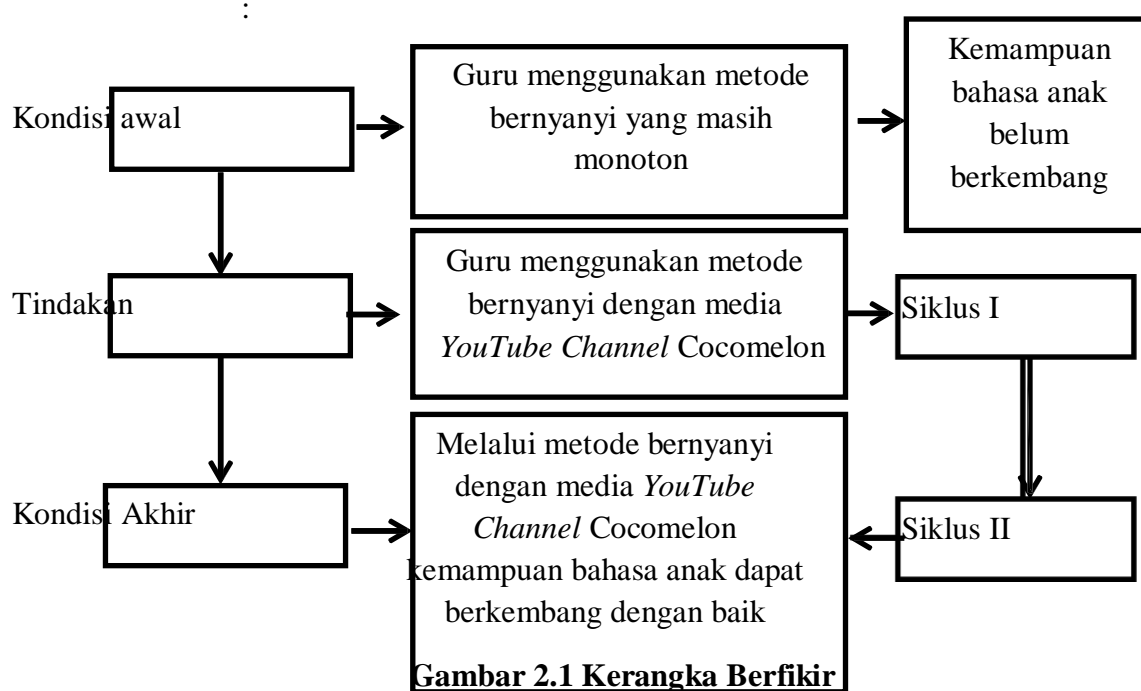 :
Kondisi awal
Guru menggunakan metode
bernyanyi yang masih
monoton
Kemampuan
bahasa anak
belum
berkembang
Tindakan
Guru menggunakan metode
bernyanyi dengan media
YouTube Channel Cocomelon
Siklus I
Kondisi Akhir
Melalui metode bernyanyi
dengan media YouTube
Channel Cocomelon
kemampuan bahasa anak dapat
berkembang dengan baik
Siklus II
Gambar 2.1 Kerangka Berfikir